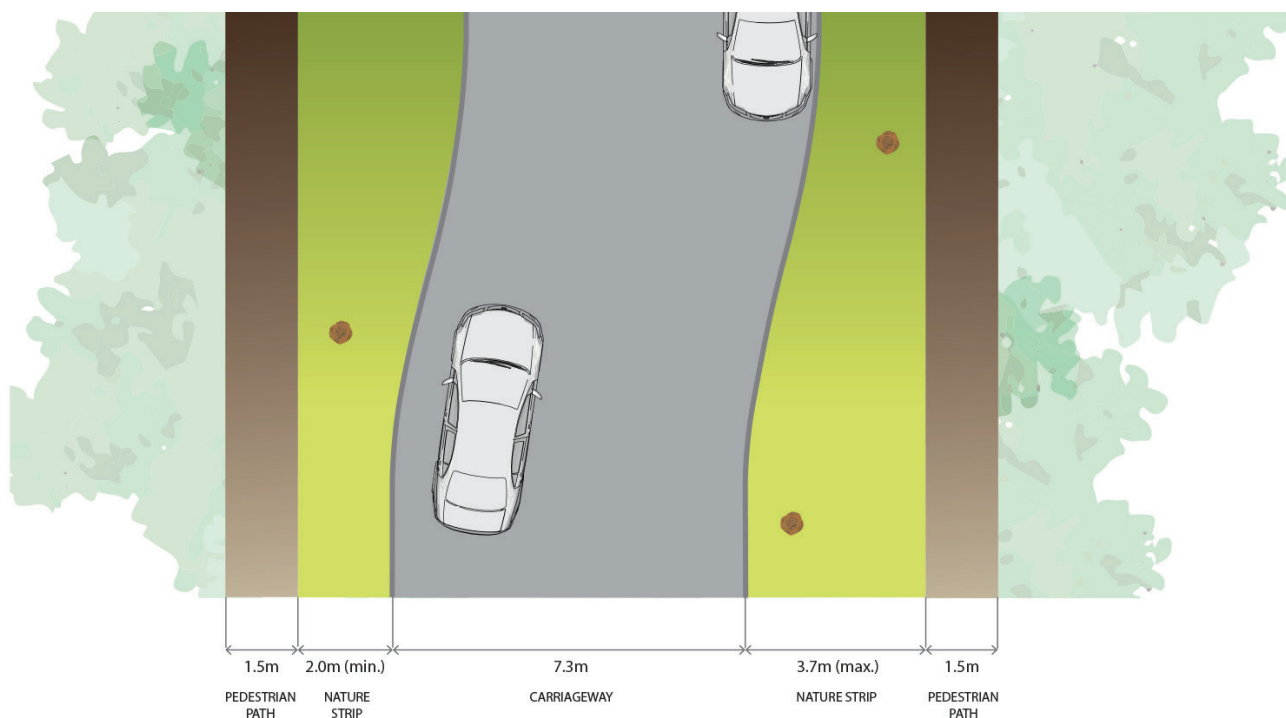 1.5m 2.0m (min.) 7.3m 3.7m (max.) 1.5m
PEDESTRIAN PATH
NATURE STRIP
CARRIAGEWAY
NATURE STRIP
PEDESTRIAN PATH